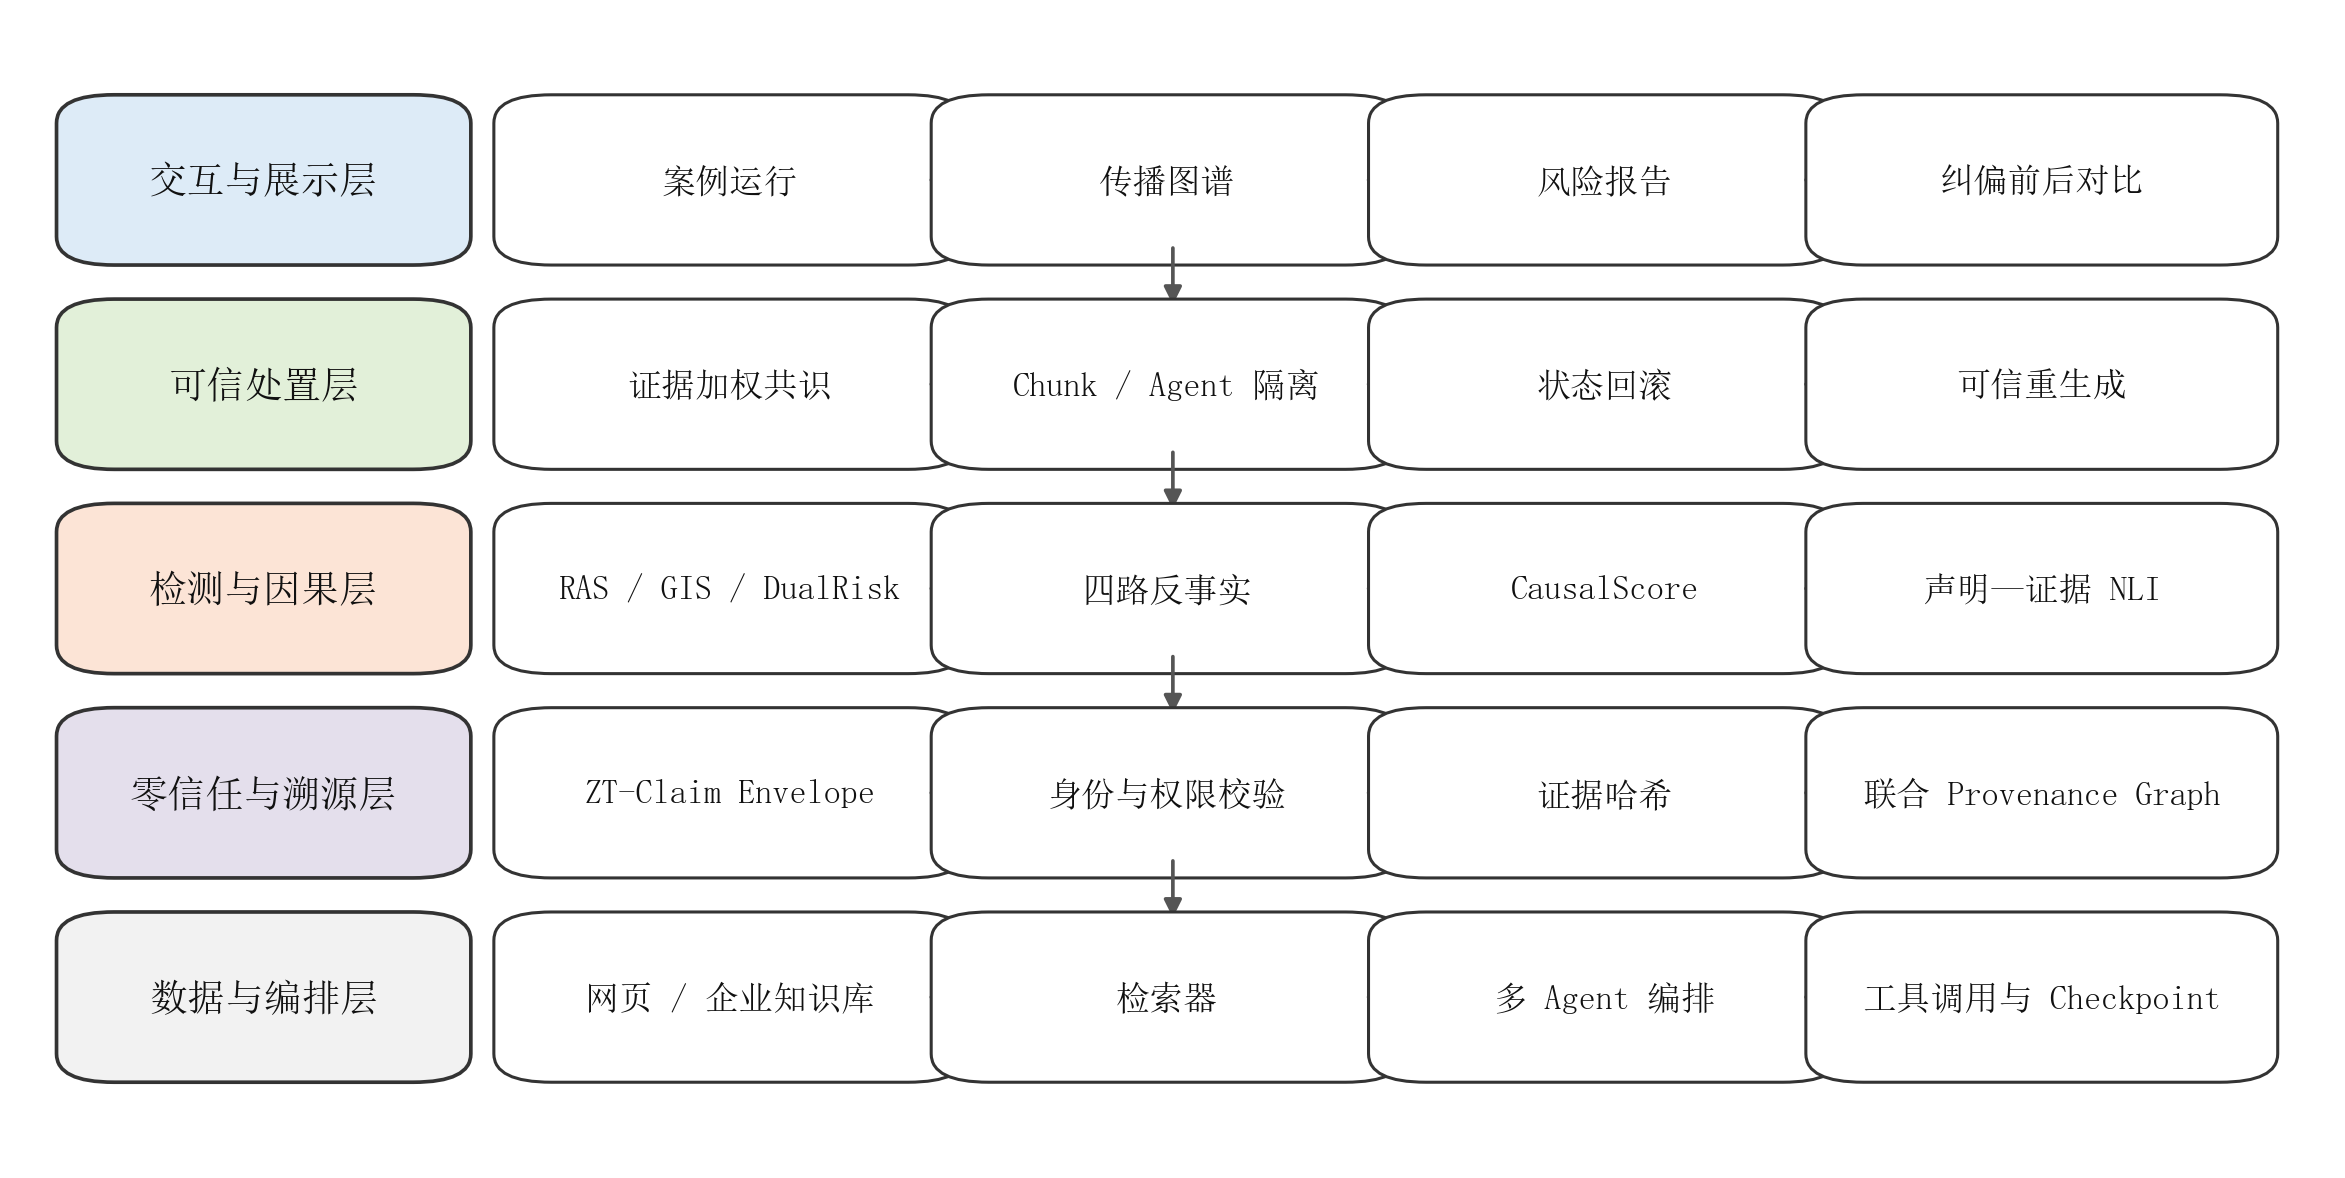 交互与展示层
案例运行
传播图谱
风险报告
纠偏前后对比
可信处置层
证据加权共识
Chunk / Agent 隔离
状态回滚
可信重生成
检测与因果层
RAS / GIS / DualRisk
四路反事实
CausalScore
声明—证据 NLI
零信任与溯源层
ZT-Claim Envelope
身份与权限校验
证据哈希
联合 Provenance Graph
数据与编排层
网页 / 企业知识库
检索器
多 Agent 编排
工具调用与 Checkpoint